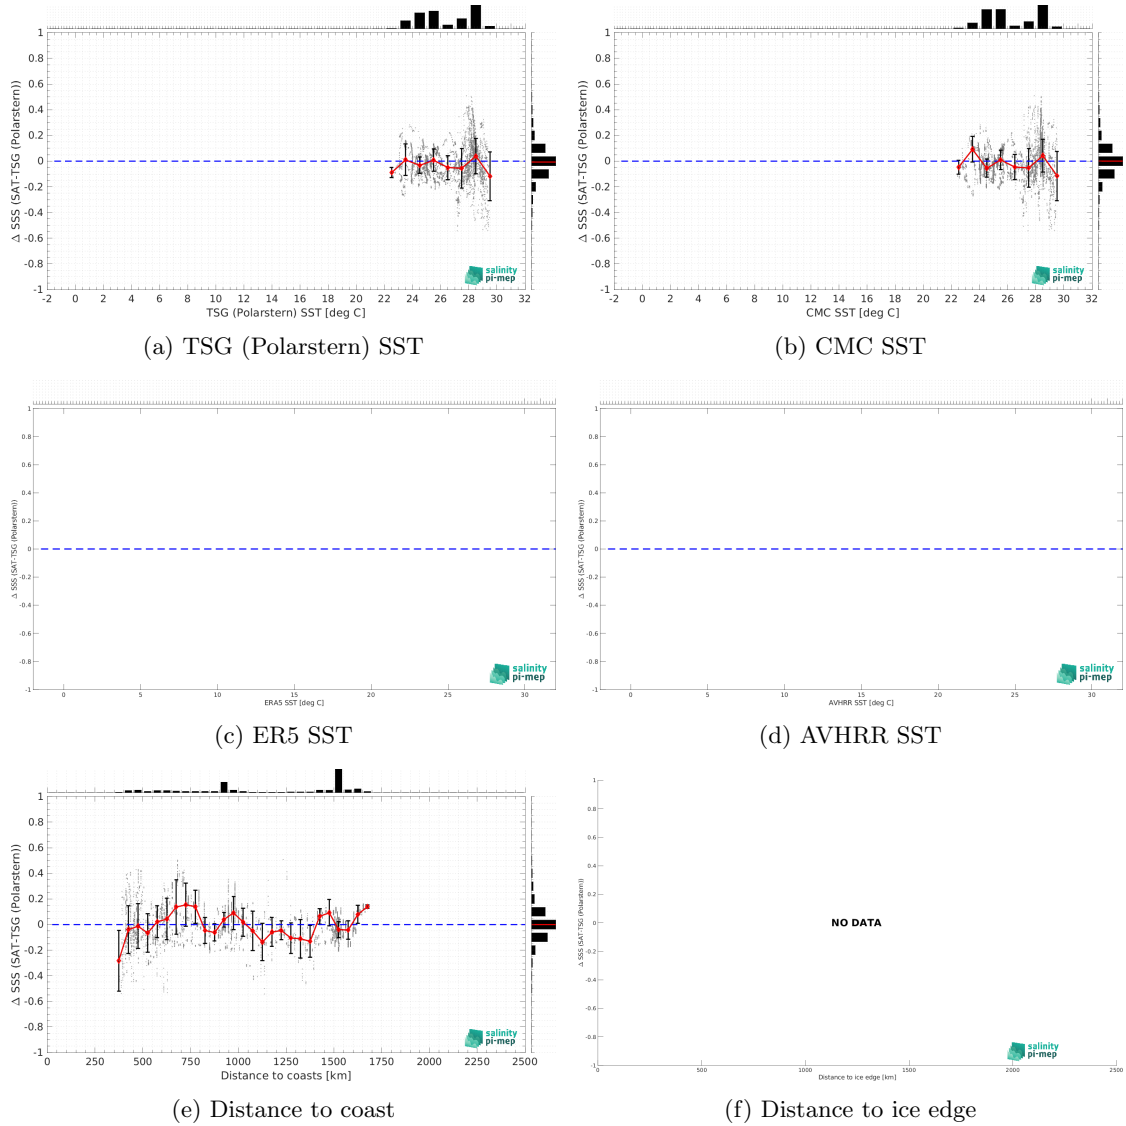 1
0.8
0.6
0.4
0.2
0
-0.2
-0.4
-0.6
-0.8
-1
Δ SSS (SAT-TSG (Polarstern))
-2 0 2 4 6 8 10 12 14 16 18 20 22 24 26 28 30 32
TSG (Polarstern) SST [deg C]
salinity
pi-mep
(a) TSG (Polarstern) SST
1
0.8
0.6
0.4
0.2
0
-0.2
-0.4
-0.6
-0.8
-1
Δ SSS (SAT-TSG (Polarstern))
-2 0 2 4 6 8 10 12 14 16 18 20 22 24 26 28 30 32
CMC SST [deg C]
salinity
pi-mep
(b) CMC SST
1
0.8
0.6
0.4
0.2
0
-0.2
-0.4
-0.6
-0.8
-1
Δ SSS (SAT-TSG (Polarstern))
0 5 10 15 20 25 30
ERA5 SST [deg C]
salinity
pi-mep
(c) ER5 SST
1
0.8
0.6
0.4
0.2
0
-0.2
-0.4
-0.6
-0.8
-1
Δ SSS (SAT-TSG (Polarstern))
0 5 10 15 20 25 30
AVHRR SST [deg C]
salinity
pi-mep
(d) AVHRR SST
1
0.8
0.6
0.4
0.2
0
-0.2
-0.4
-0.6
-0.8
-1
Δ SSS (SAT-TSG (Polarstern))
0 250 500 750 1000 1250 1500 1750 2000 2250 2500
Distance to coasts [km]
salinity
pi-mep
(e) Distance to coast
1
0.8
0.6
0.4
0.2
0
-0.2
-0.4
-0.6
-0.8
-1
Δ SSS (SAT-TSG (Polarstern))
NO DATA
0 500 1000 1500 2000 2500
Distance to ice edge [km]
salinity
pi-mep
(f) Distance to ice edge